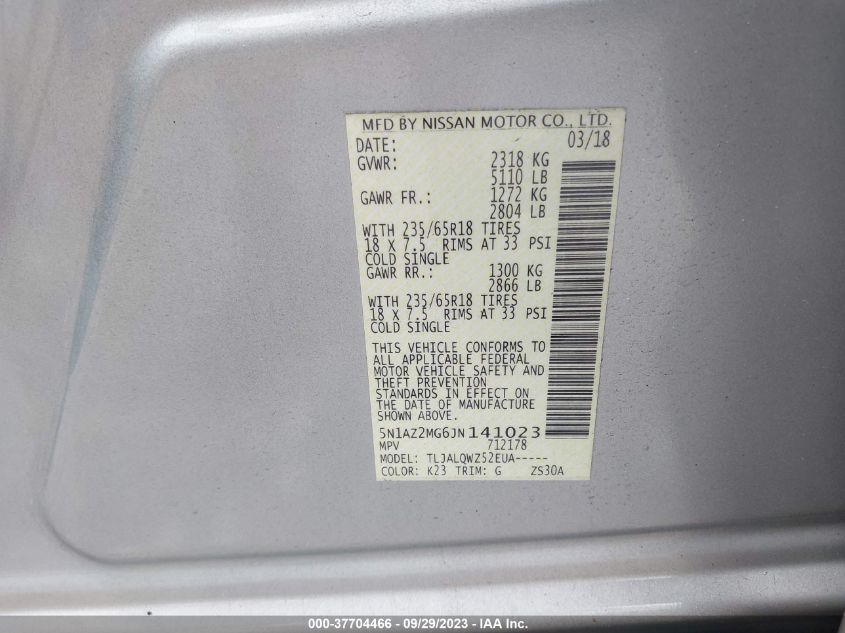 MFD BY NISSAN MOTOR CO., LTD.
DATE: 03/18
GVWR: 2318 KG
5110 LB
GAWR FR.: 1272 KG
2804 LB
WITH 235/65R18 TIRES
18 X 7.5 RIMS AT 33 PSI
COLD SINGLE
GAWR RR.: 1300 KG
2866 LB
WITH 235/65R18 TIRES
18 X 7.5 RIMS AT 33 PSI
COLD SINGLE
THIS VEHICLE CONFORMS TO
ALL APPLICABLE FEDERAL
MOTOR VEHICLE SAFETY AND
THEFT PREVENTION
STANDARDS IN EFFECT ON
THE DATE OF MANUFACTURE
SHOWN ABOVE.
5N1AZ2MG6JN141023
MPV 712178
MODEL: TLJALQWZ52EUA-----
COLOR: K23 TRIM: G ZS30A
000-37704466 - 09/29/2023 - IAA Inc.